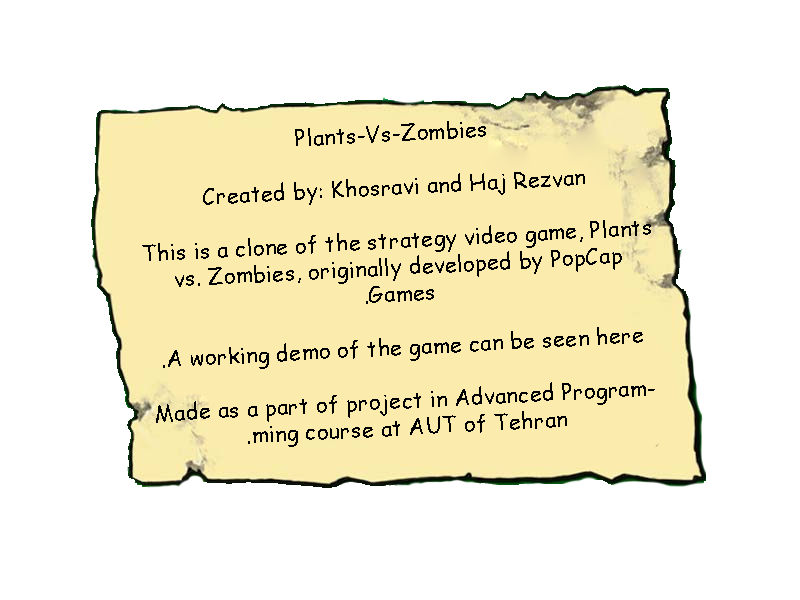 Plants-Vs-Zombies
Created by: Khosravi and Haj Rezvan
This is a clone of the strategy video game, Plants
vs. Zombies, originally developed by PopCap
.Games
.A working demo of the game can be seen here
Made as a part of project in Advanced Program-
.ming course at AUT of Tehran